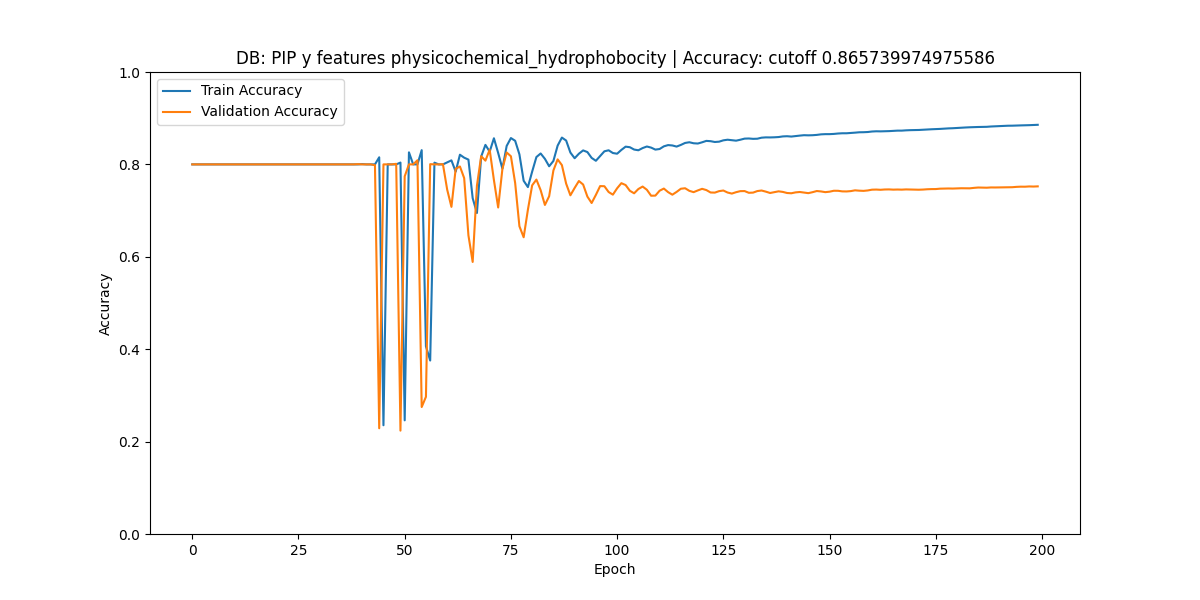 DB: PIP y features physicochemical_hydrophobocity | Accuracy: cutoff 0.865739974975586
Train Accuracy
Validation Accuracy
1.0
0.8
0.6
0.4
0.2
0.0
Accuracy
0 25 50 75 100 125 150 175 200
Epoch